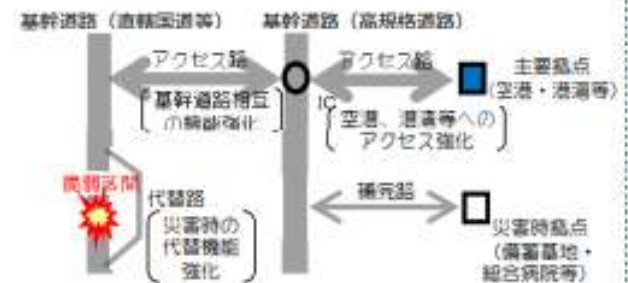 基幹道路（直轄国道等）
基幹道路（高規格道路）
アクセス路
アクセス路
主要拠点
（空港・港湾等）
基幹道路相互
の機能強化
IC
空港、港湾等への
アクセス強化
脆弱区間
代替路
災害時の
代替機能
強化
補完路
災害時拠点
（備蓄基地・
総合病院等）